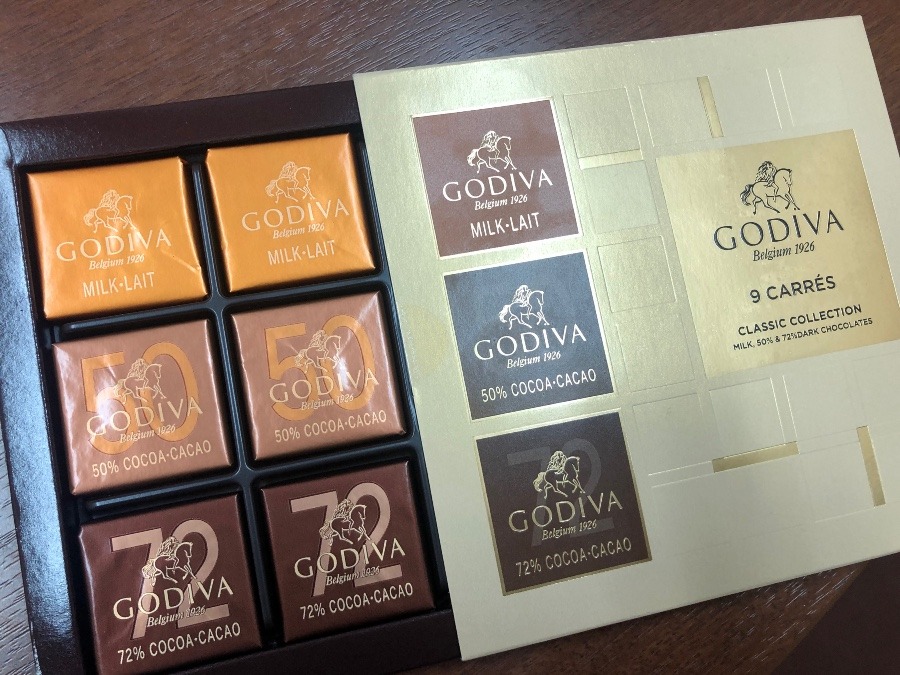 GODIVA
Belgium 1926
MILK•LAIT
GODIVA
Belgium 1926
MILK•LAIT
50
GODIVA
Belgium 1926
50% COCOA•CACAO
50
GODIVA
Belgium 1926
50% COCOA•CACAO
72
GODIVA
Belgium 1926
72% COCOA•CACAO
72
GODIVA
Belgium 1926
72% COCOA•CACAO
GODIVA
Belgium 1926
MILK•LAIT
GODIVA
Belgium 1926
50% COCOA•CACAO
72
GODIVA
Belgium 1926
72% COCOA•CACAO
GODIVA
Belgium 1926
9 CARRÉS
CLASSIC COLLECTION
MILK, 50% & 72%DARK CHOCOLATES